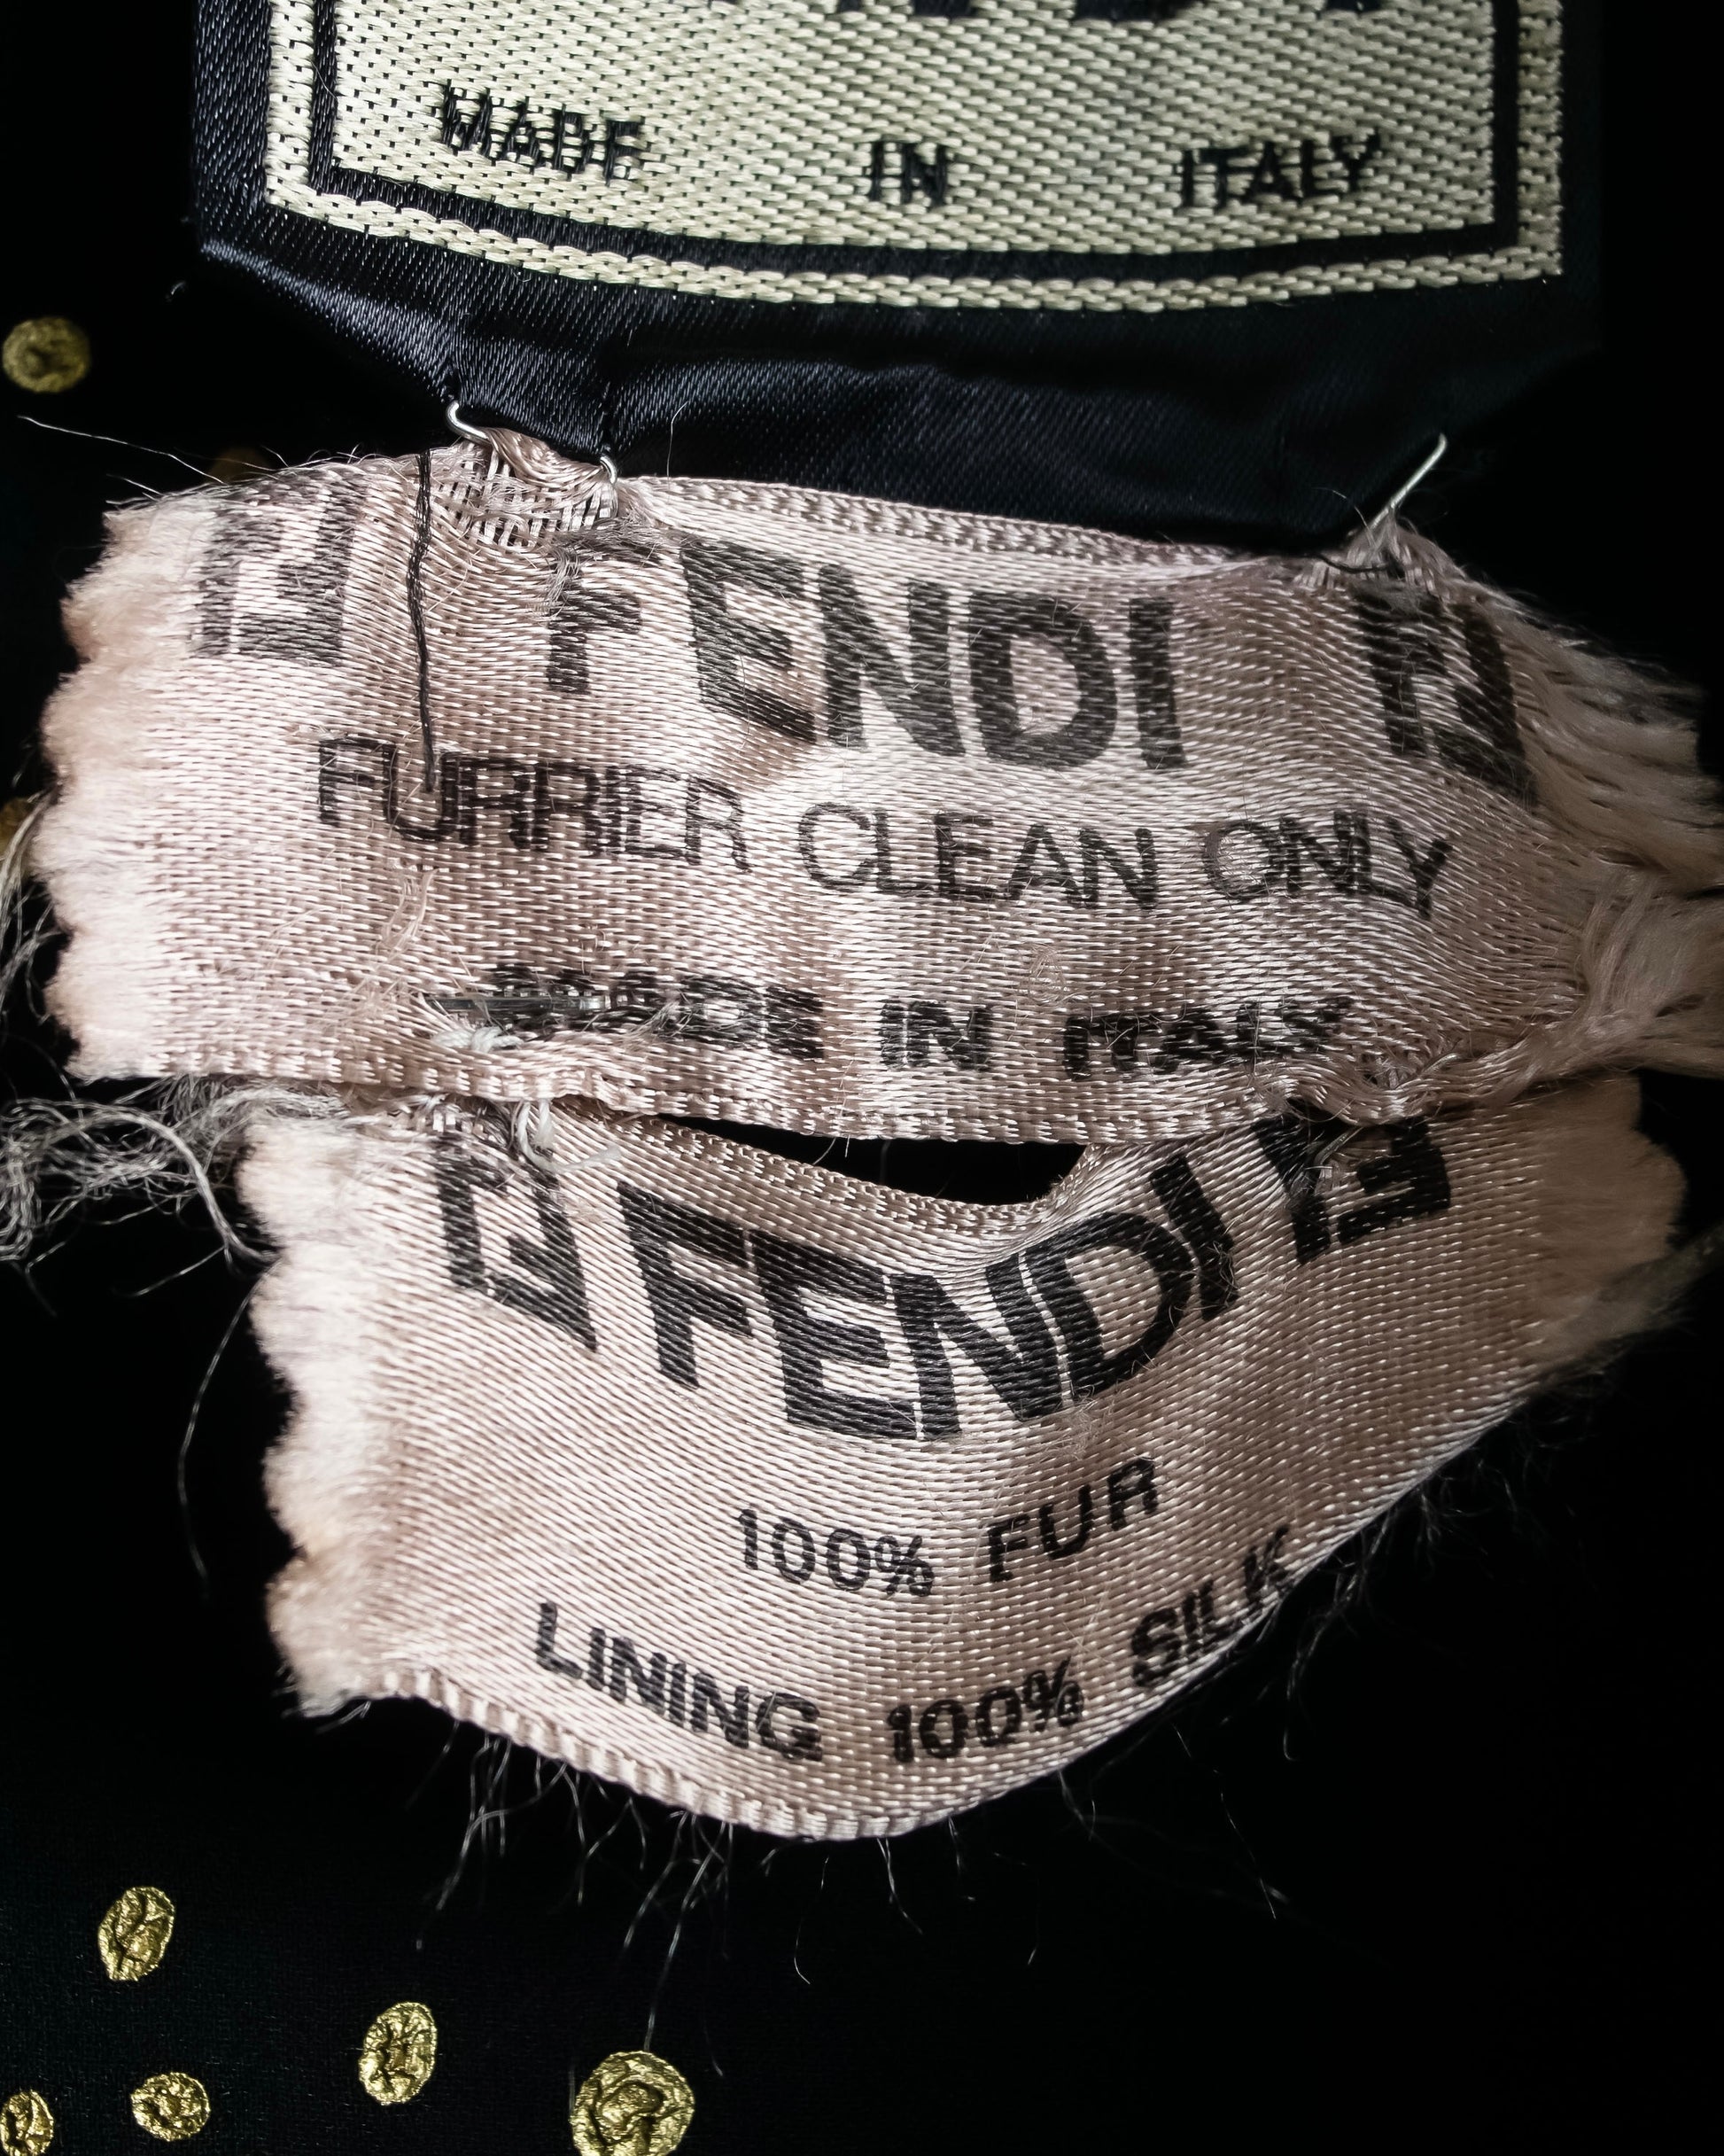 MADE IN ITALY
FENDI
FURRIER CLEAN ONLY
MADE IN ITALY
FENDI
100% FUR
LINING 100% SILK